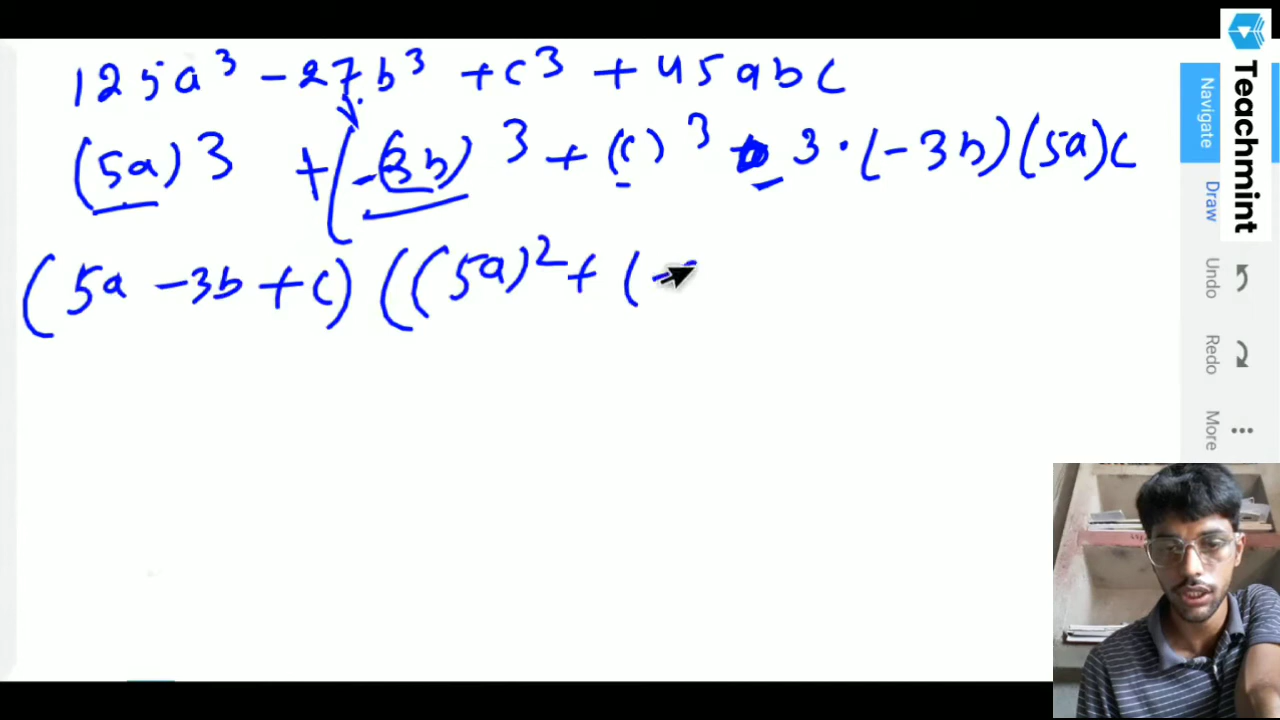 125a³ - 27b³ + c³ + 45abc
(5a)³ + (-(3b))³ + (c)³ - 3·(-3b)(5a)c
(5a - 3b + c) ((5a)² + (-
Teachmint
Navigate
Draw
Undo
Redo
More